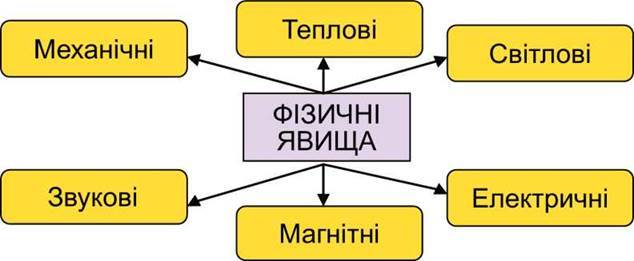 Механічні
Теплові
Світлові
ФІЗИЧНІ
ЯВИЩА
Звукові
Магнітні
Електричні